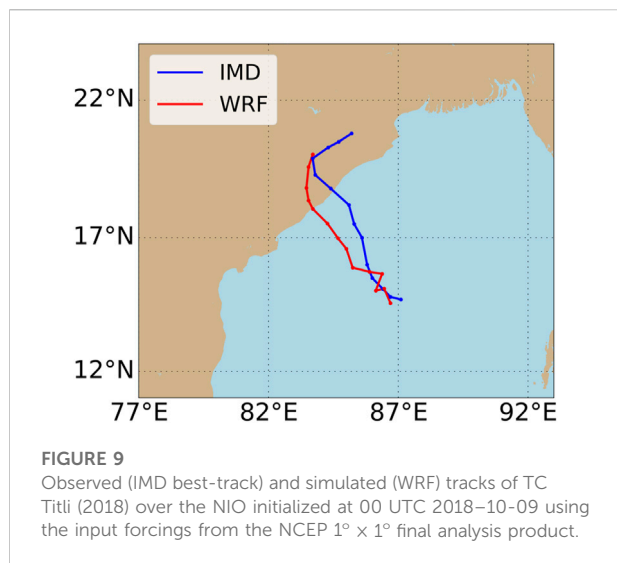 IMD
WRF
22°N
17°N
12°N
77°E 82°E 87°E 92°E
FIGURE 9
Observed (IMD best-track) and simulated (WRF) tracks of TC
Titli (2018) over the NIO initialized at 00 UTC 2018–10-09 using
the input forcings from the NCEP 1° × 1° final analysis product.